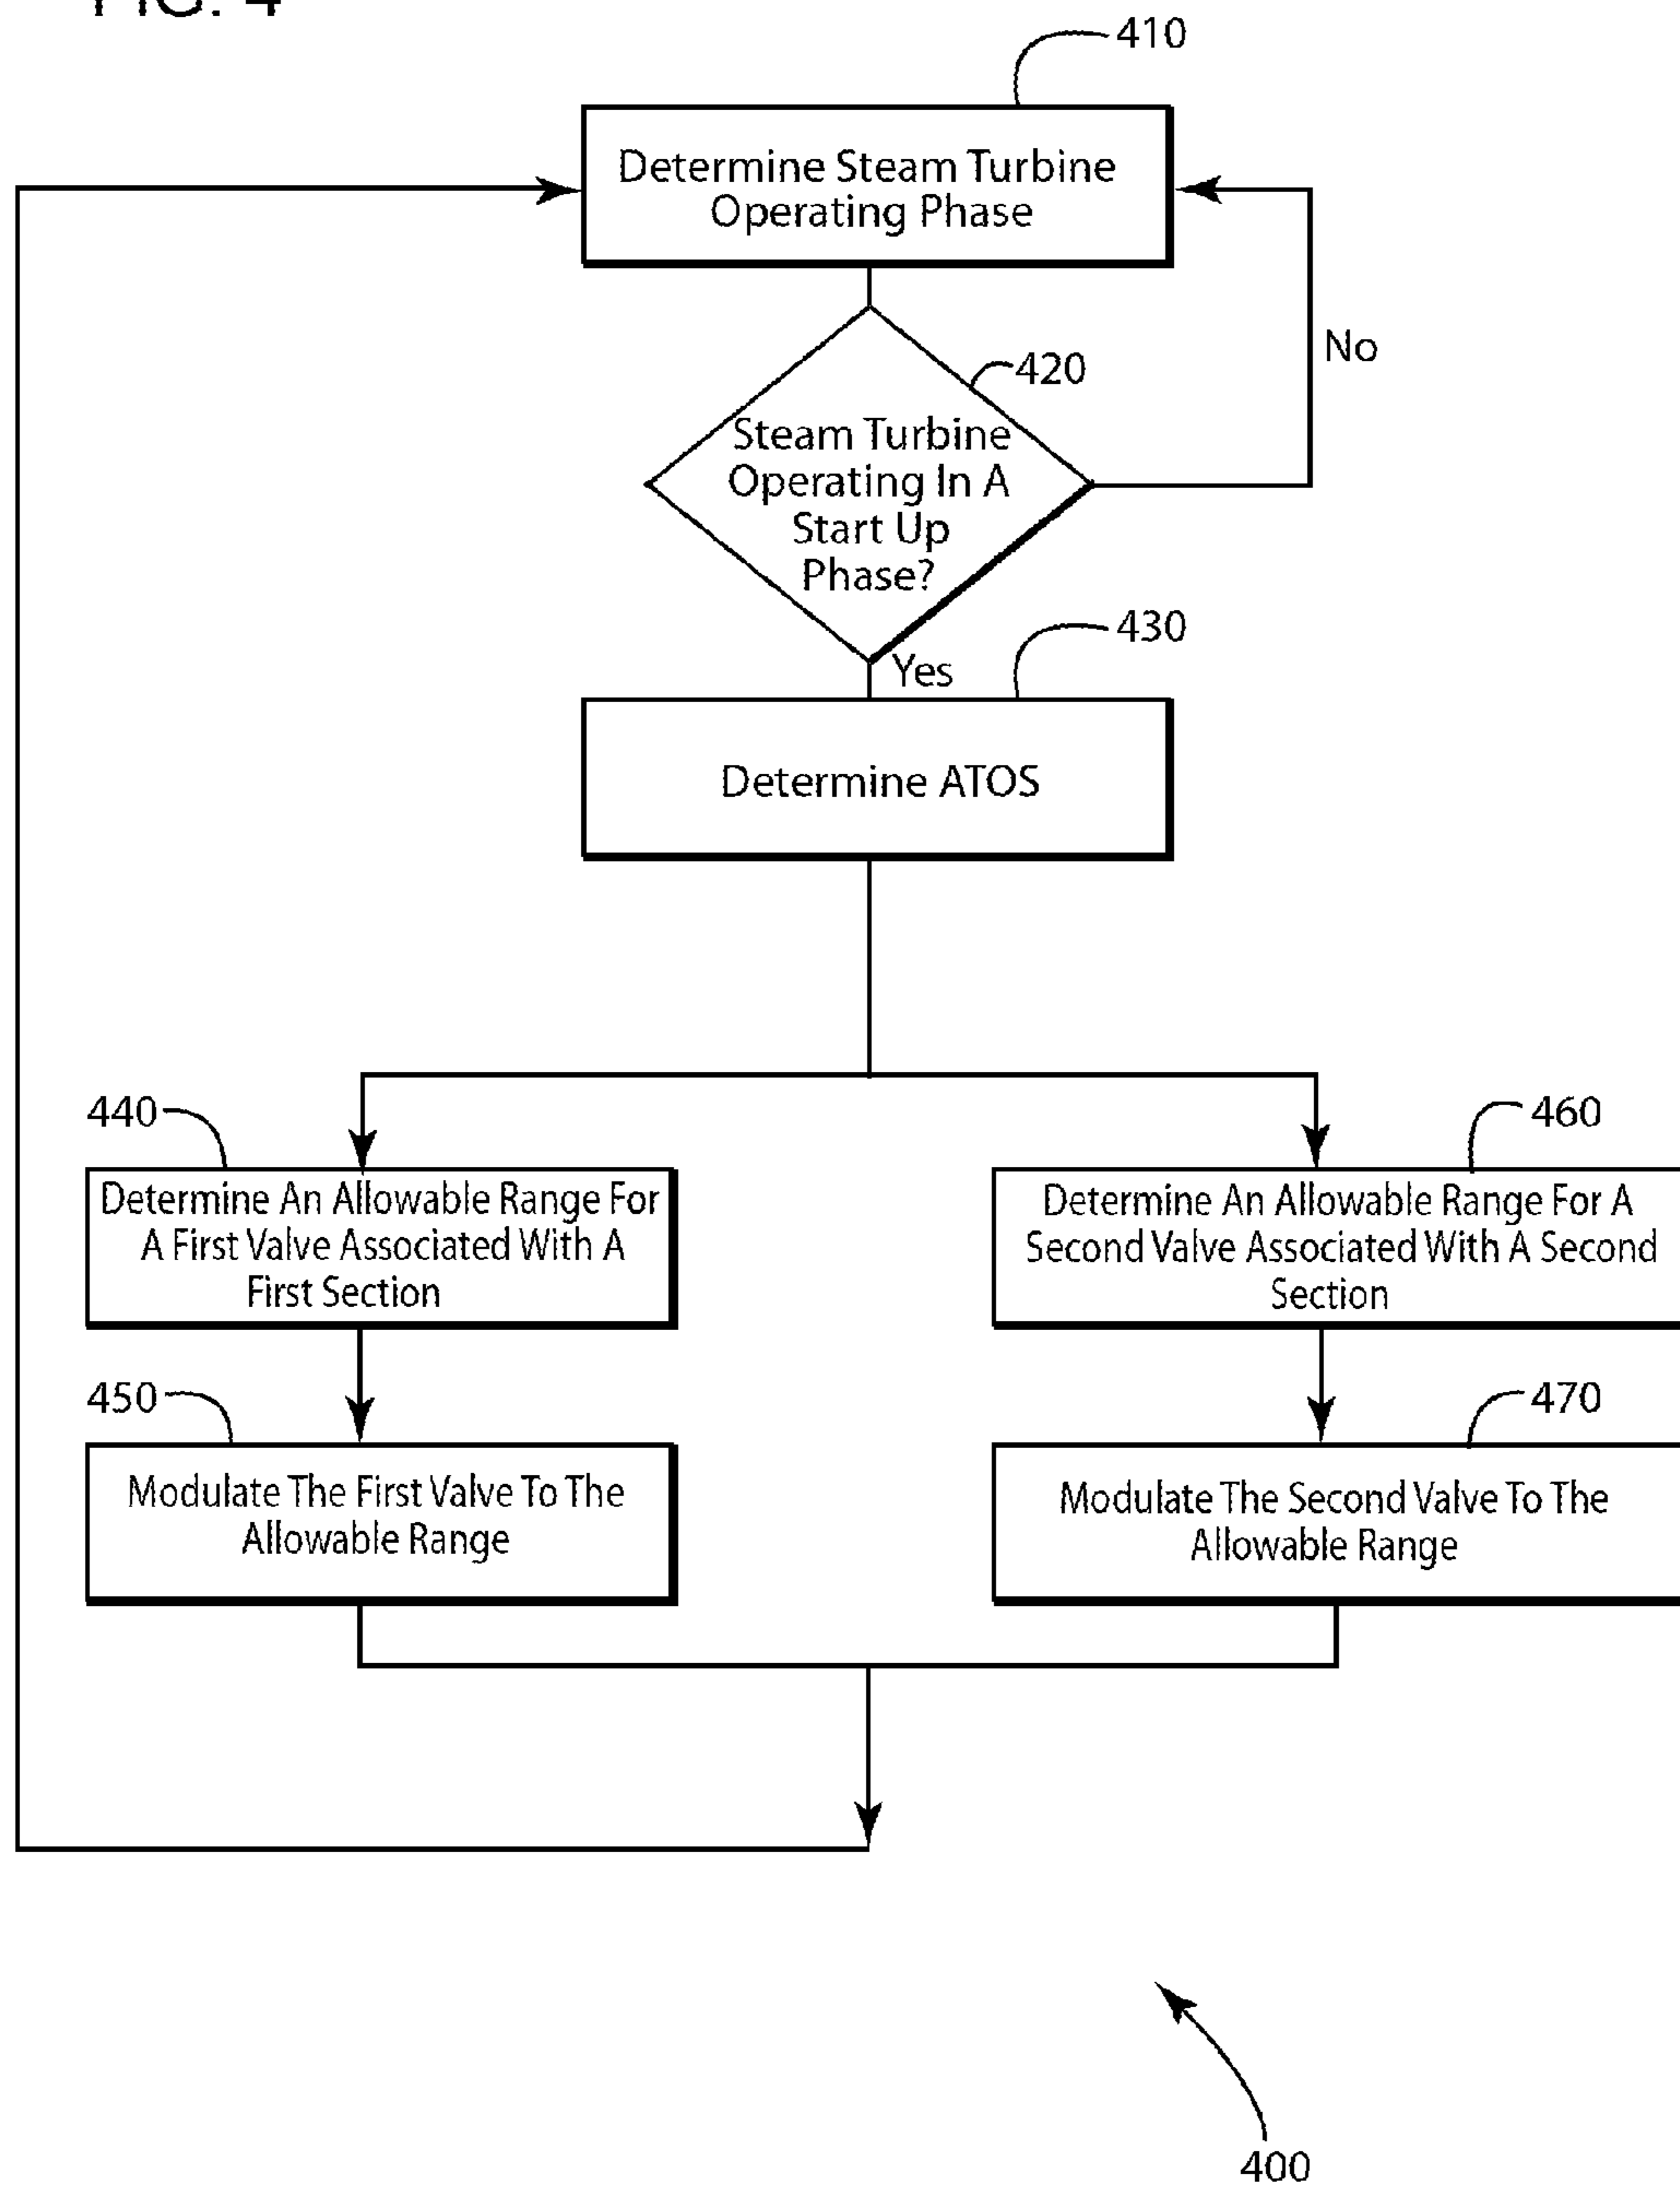 FIG. 4
410
Determine Steam Turbine
Operating Phase
420
No
Steam Turbine
Operating In A
Start Up
Phase?
Yes
430
Determine ATOS
440
Determine An Allowable Range For
A First Valve Associated With A
First Section
460
Determine An Allowable Range For A
Second Valve Associated With A Second
Section
450
Modulate The First Valve To The
Allowable Range
470
Modulate The Second Valve To The
Allowable Range
400